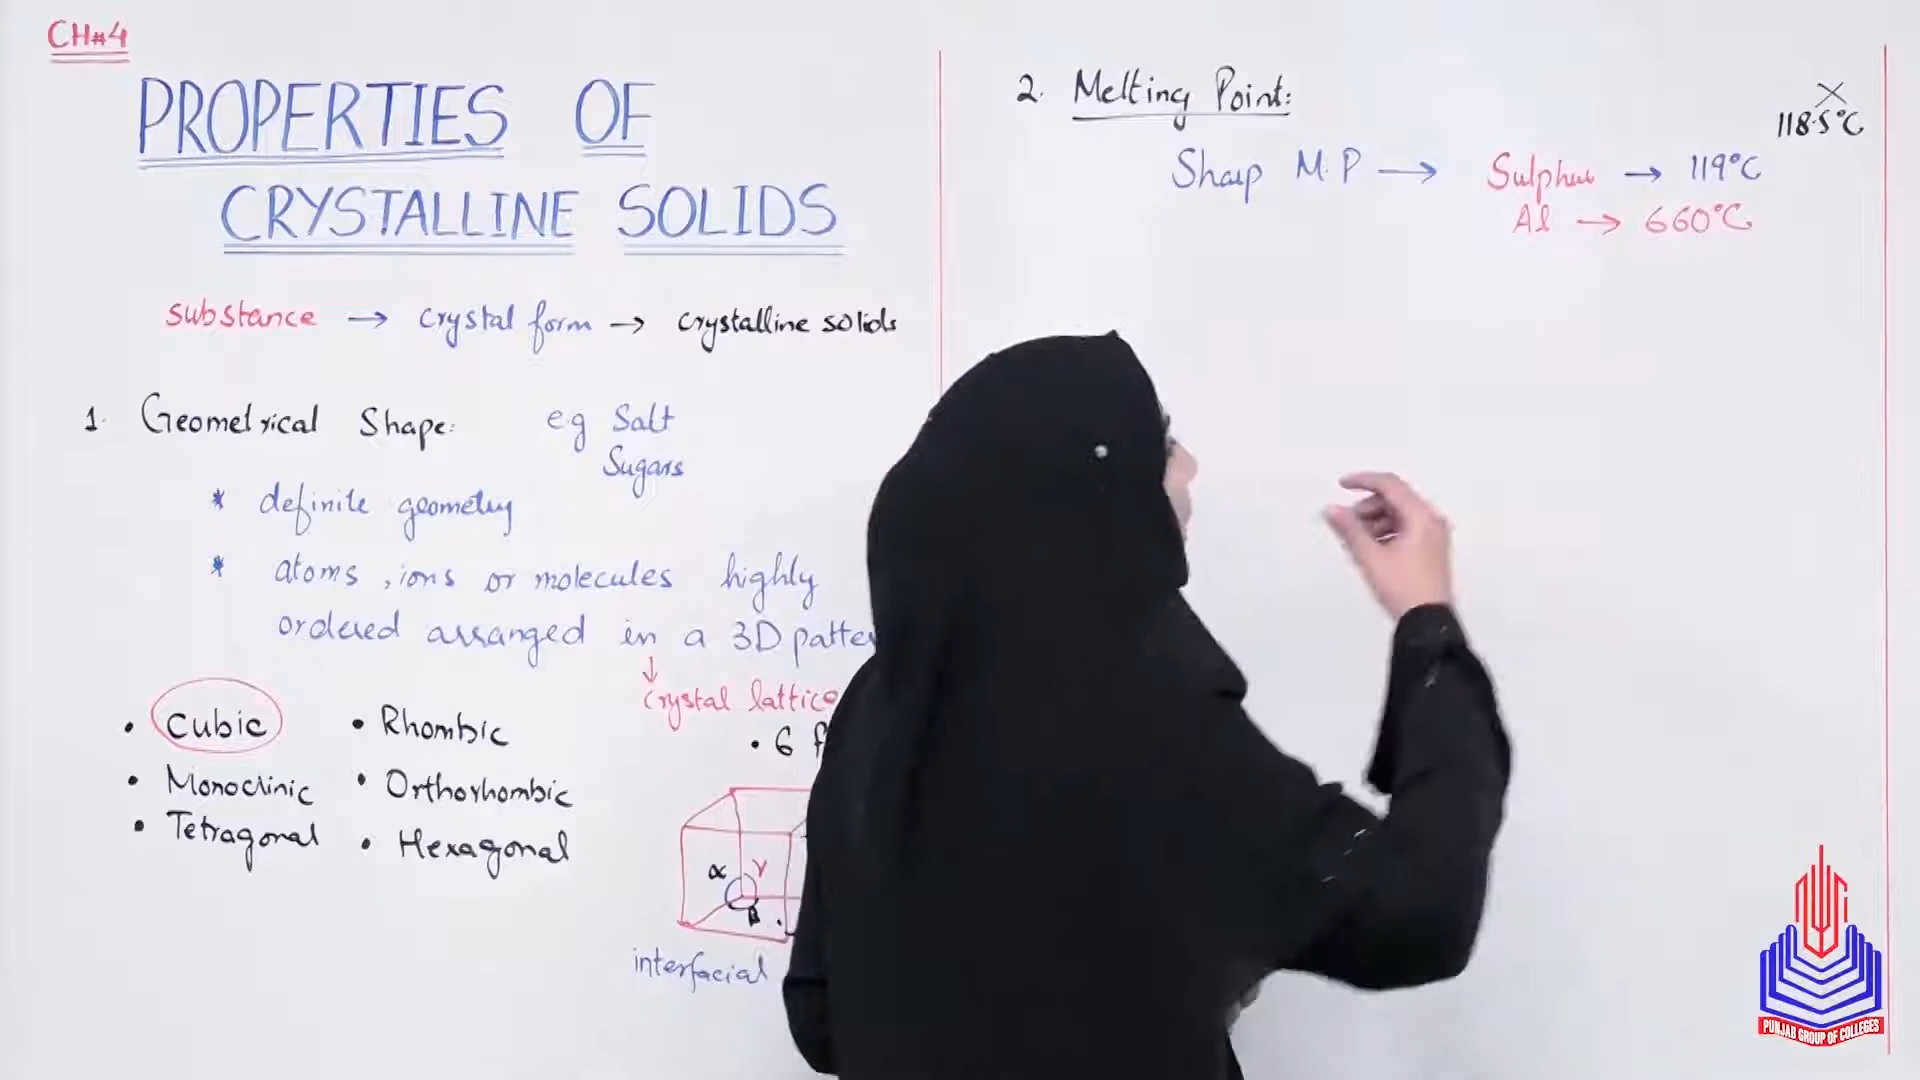 CH#4
PROPERTIES OF
CRYSTALLINE SOLIDS
substance → crystal form → crystalline solids
1. Geometrical Shape: e.g Salt
Sugars
* definite geometry
* atoms, ions or molecules highly
ordered arranged in a 3D
↓
Crystal lattice
• Cubic
• Monoclinic
• Tetragonal
• Rhombic
• Orthorhombic
• Hexagonal
• 6
α γ
β
interfacial
2. Melting Point:
×
118.5°C
Sharp M.P → Sulphur → 119°C
Al → 660°C
PUNJAB GROUP OF COLLEGES